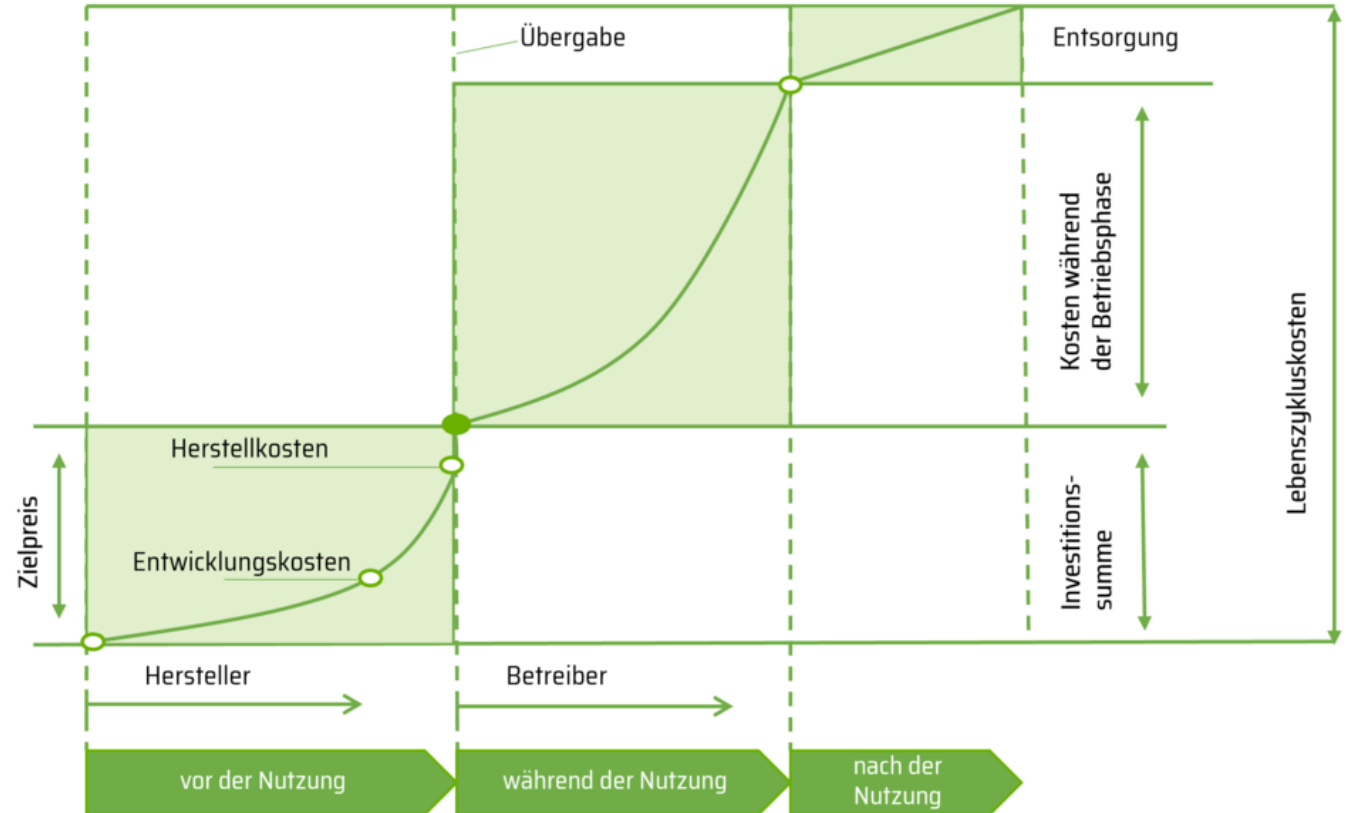 Übergabe
Entsorgung
Kosten während
der Betriebsphase
Lebenszykluskosten
Herstellkosten
Entwicklungskosten
Zielpreis
Investitions-
summe
Hersteller
Betreiber
vor der Nutzung
während der Nutzung
nach der
Nutzung